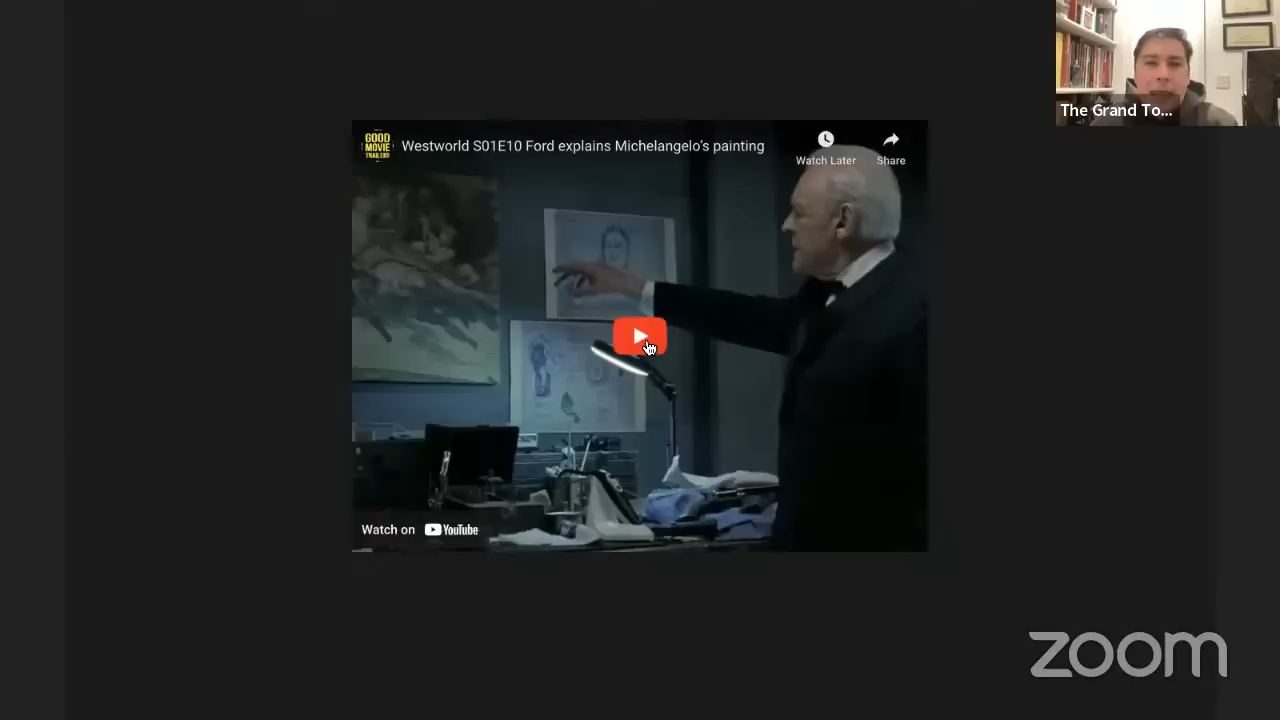 The Grand To...
GOOD
MOVIE
TRAILERS
Westworld S01E10 Ford explains Michelangelo's painting
Watch Later
Share
Watch on YouTube
zoom